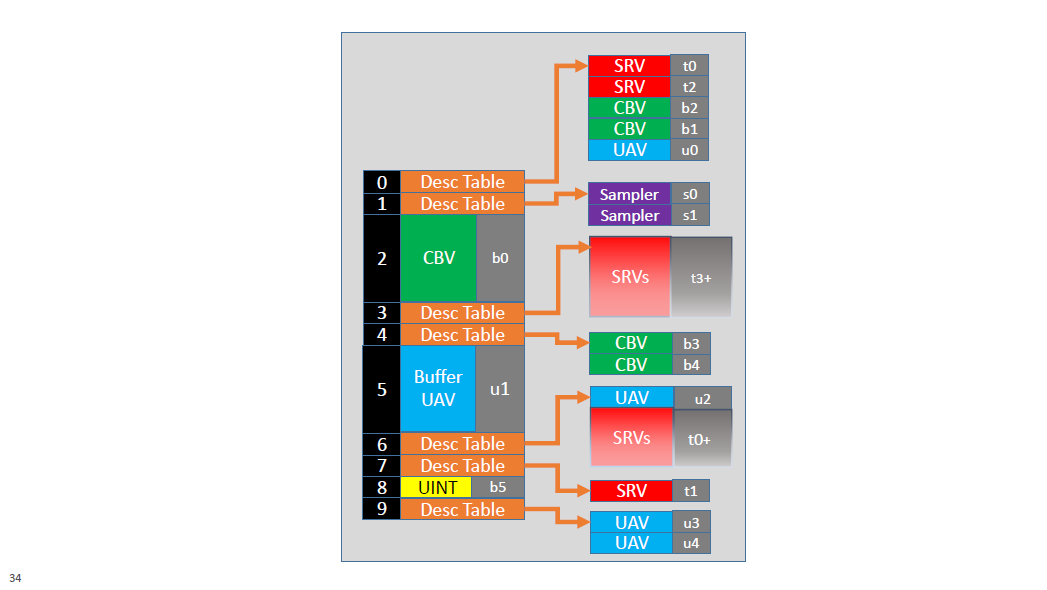 SRV t0
SRV t2
CBV b2
CBV b1
UAV u0
0 Desc Table
1 Desc Table
Sampler s0
Sampler s1
2 CBV b0
SRVs t3+
3 Desc Table
4 Desc Table
CBV b3
CBV b4
5 Buffer UAV u1
UAV u2
SRVs t0+
6 Desc Table
7 Desc Table
8 UINT b5
SRV t1
9 Desc Table
UAV u3
UAV u4
34